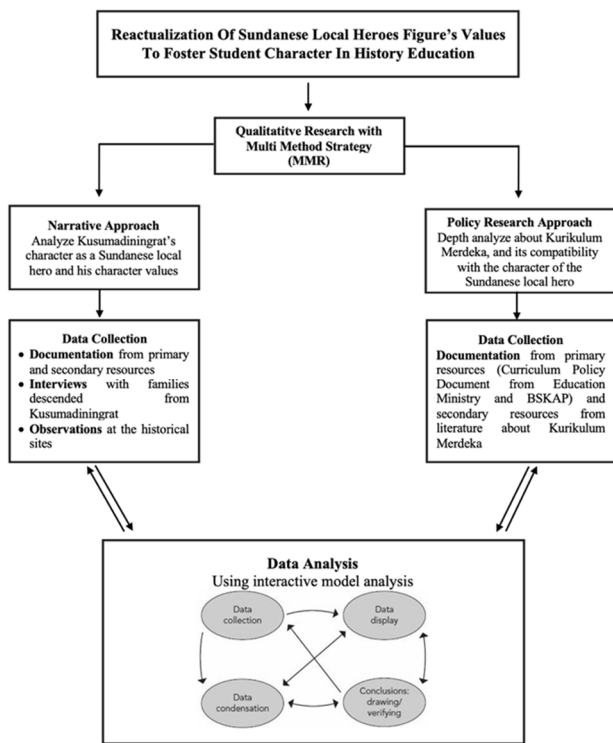 Reactualization Of Sundanese Local Heroes Figure's Values
To Foster Student Character In History Education
Qualitatitve Research with
Multi Method Strategy
(MMR)
Narrative Approach
Analyze Kusumadiningrat's
character as a Sundanese local
hero and his character values
Policy Research Approach
Depth analyze about Kurikulum
Merdeka, and its compatibility
with the character of the
Sundanese local hero
Data Collection
• Documentation from primary
and secondary resources
• Interviews with families
descended from
Kusumadiningrat
• Observations at the historical
sites
Data Collection
Documentation from primary
resources (Curriculum Policy
Document from Education
Ministry and BSKAP) and
secondary resources from
literature about Kurikulum
Merdeka
Data Analysis
Using interactive model analysis
Data
collection
Data
display
Data
condensation
Conclusions:
drawing/
verifying